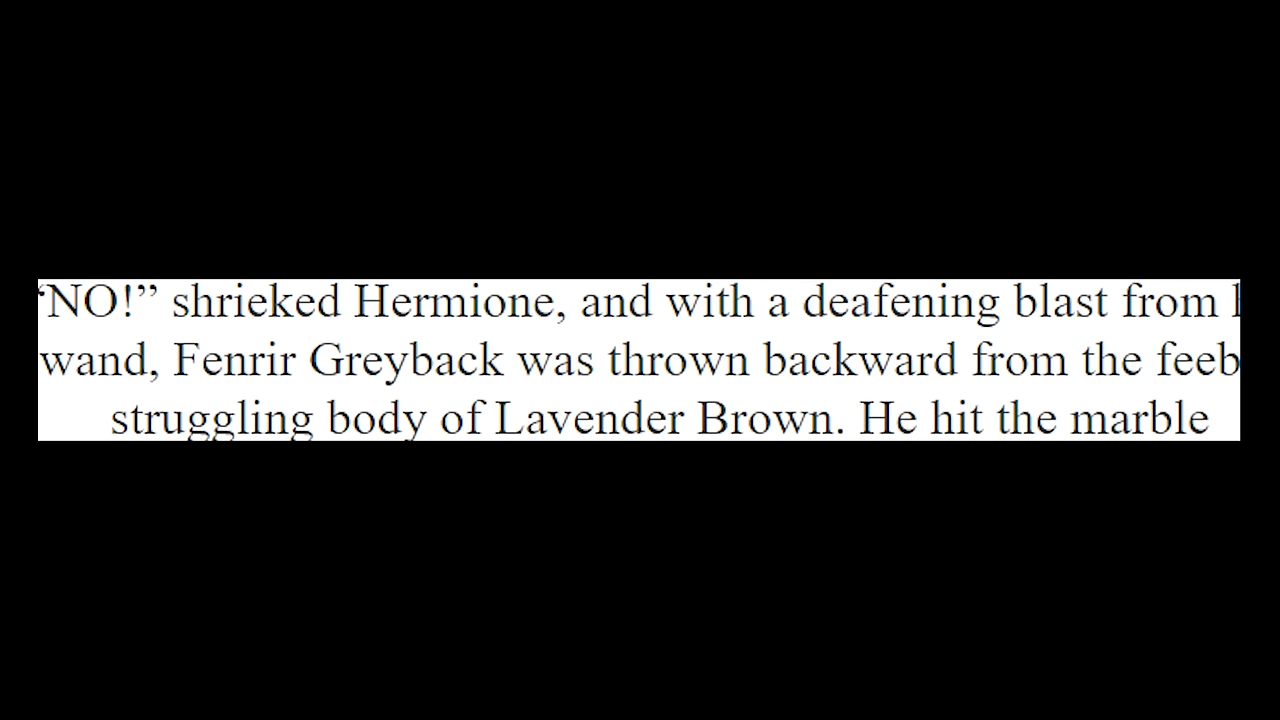 “NO!” shrieked Hermione, and with a deafening blast from
wand, Fenrir Greyback was thrown backward from the
struggling body of Lavender Brown. He hit the marble